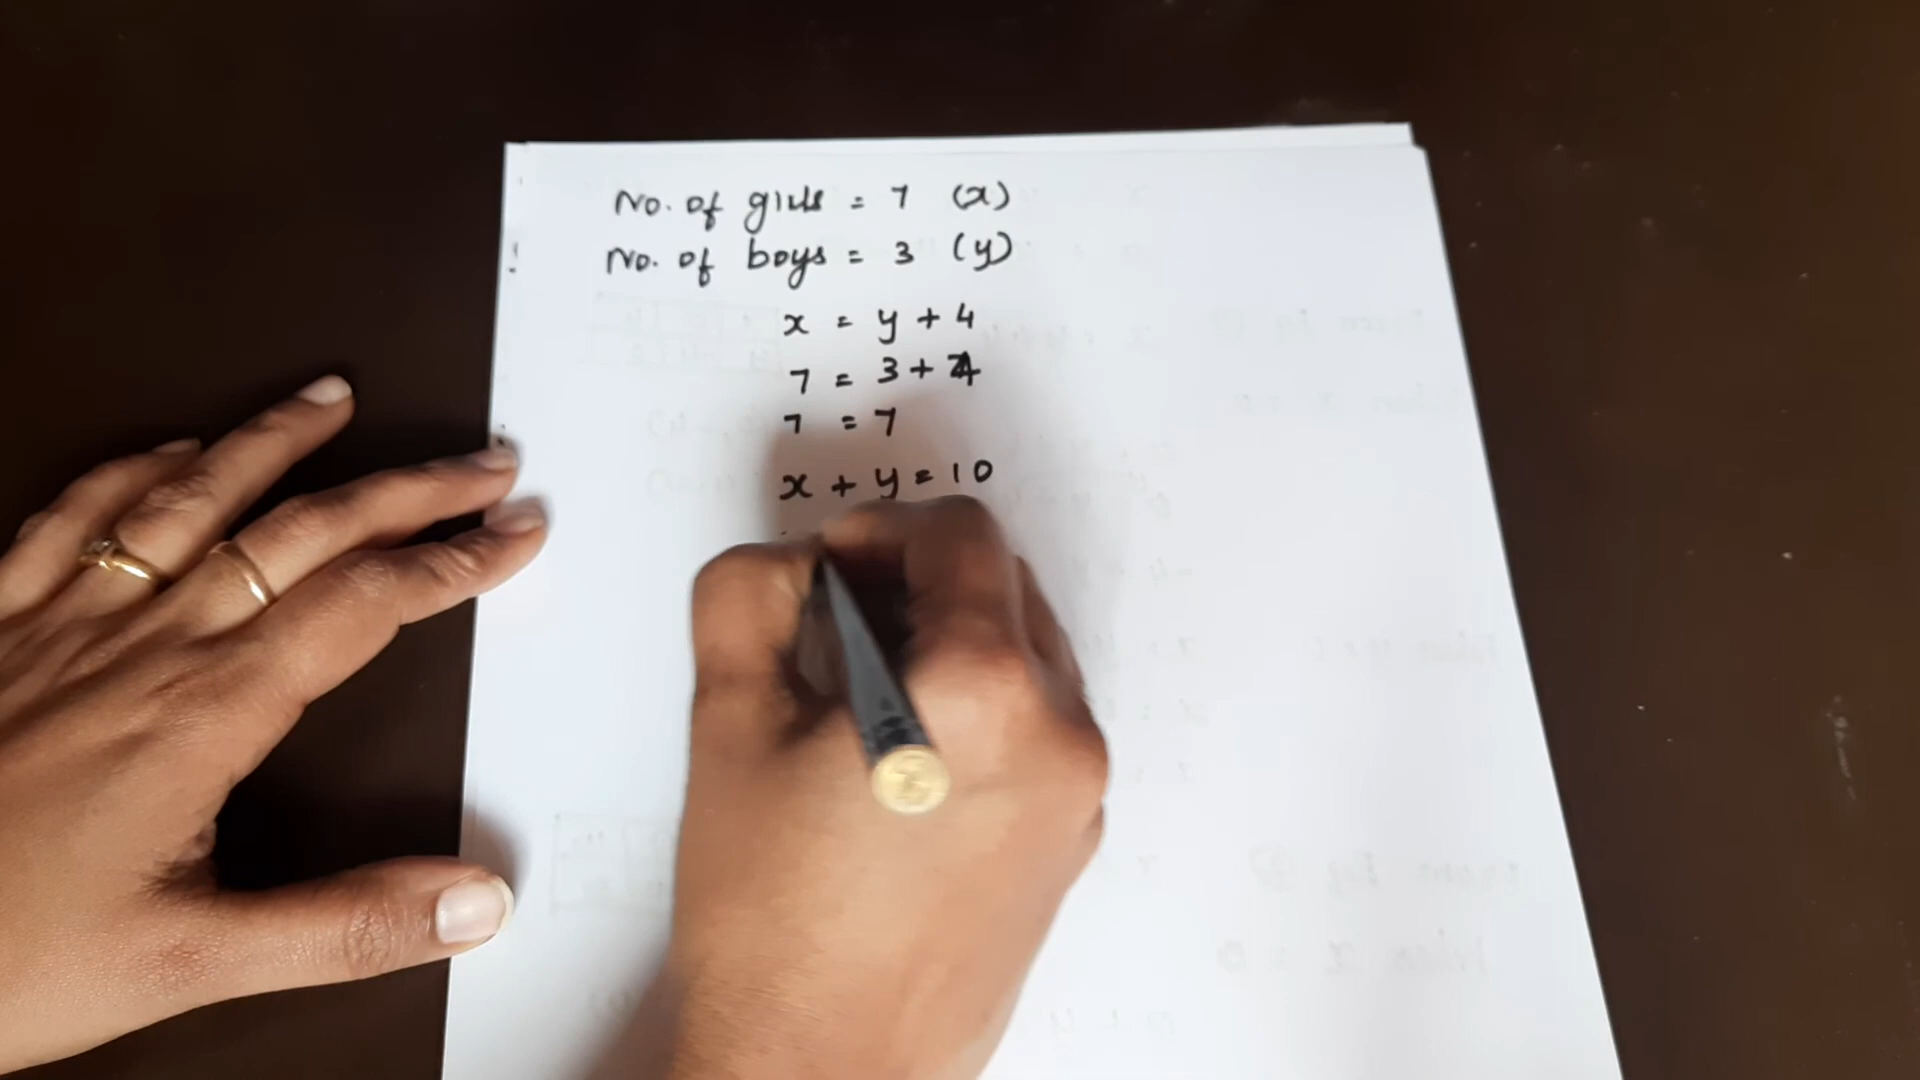 No. of girls = 7 (x)
No. of boys = 3 (y)
x = y + 4
7 = 3 + 4
7 = 7
x + y = 10